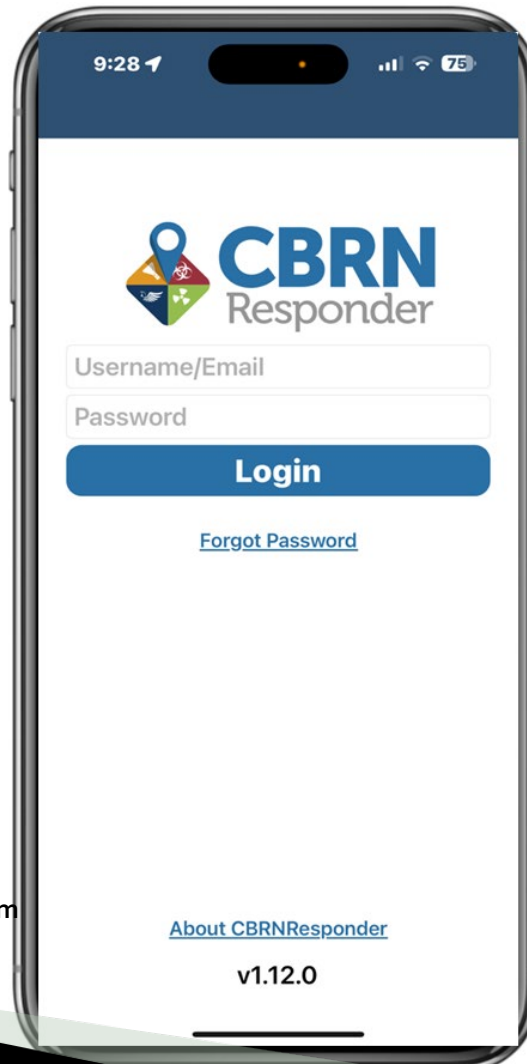 9:28
75
CBRN
Responder
Username/Email
Password
Login
Forgot Password
m
About CBRNResponder
v1.12.0